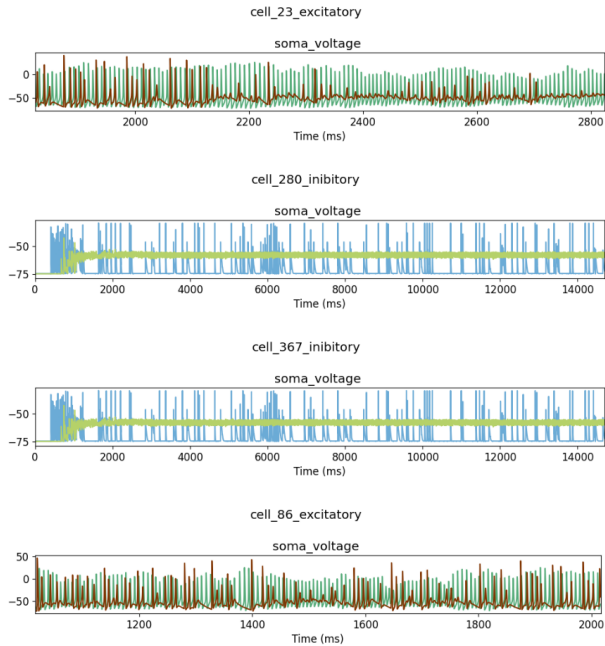 cell_23_excitatory
soma_voltage
0
−50
2000 2200 2400 2600 2800
Time (ms)
cell_280_inibitory
soma_voltage
−50
−75
0 2000 4000 6000 8000 10000 12000 14000
Time (ms)
cell_367_inibitory
soma_voltage
−50
−75
0 2000 4000 6000 8000 10000 12000 14000
Time (ms)
cell_86_excitatory
soma_voltage
50
0
−50
1200 1400 1600 1800 2000
Time (ms)